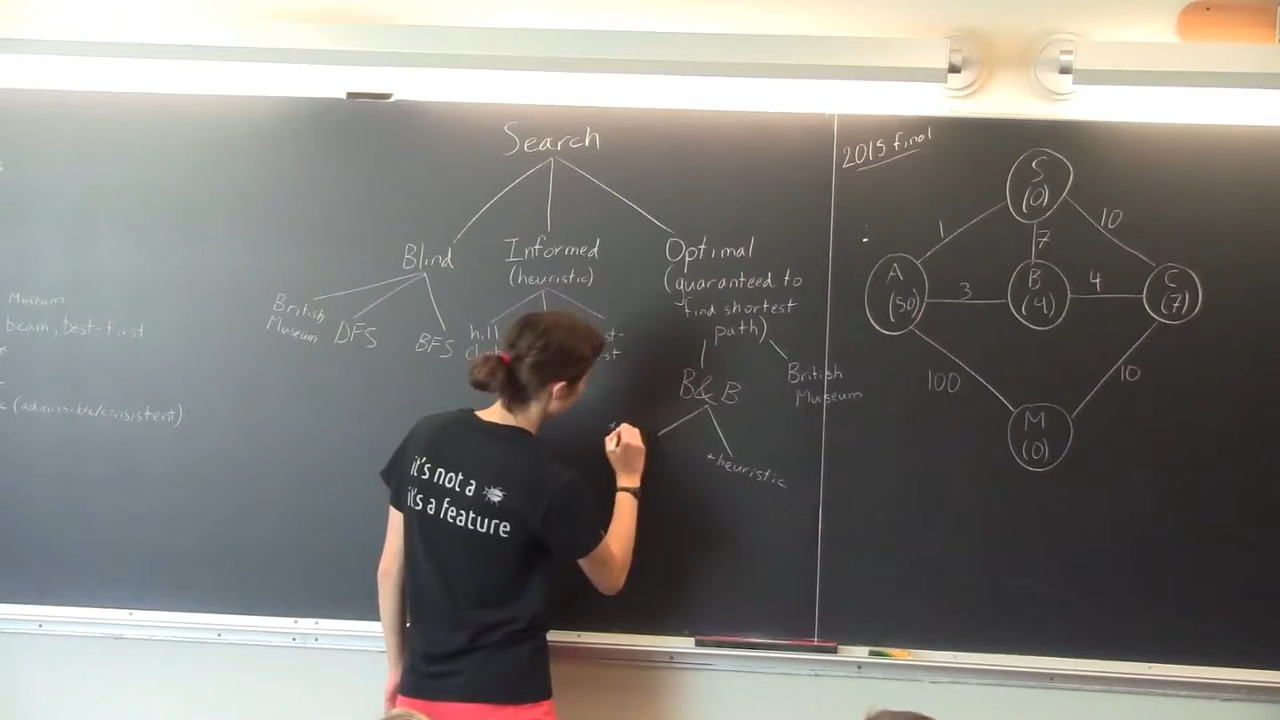 Search
Blind
Informed
(heuristic)
Optimal
(guaranteed to
find shortest
path)
British
Museum
DFS
BFS
hill
B & B
British
Museum
+heuristic
Museum
beam, best-first
(admissible/consistent)
it's not a
it's a feature
2015 final
S
(0)
1
7
10
A
(50)
3
B
(4)
4
C
(7)
100
10
M
(0)